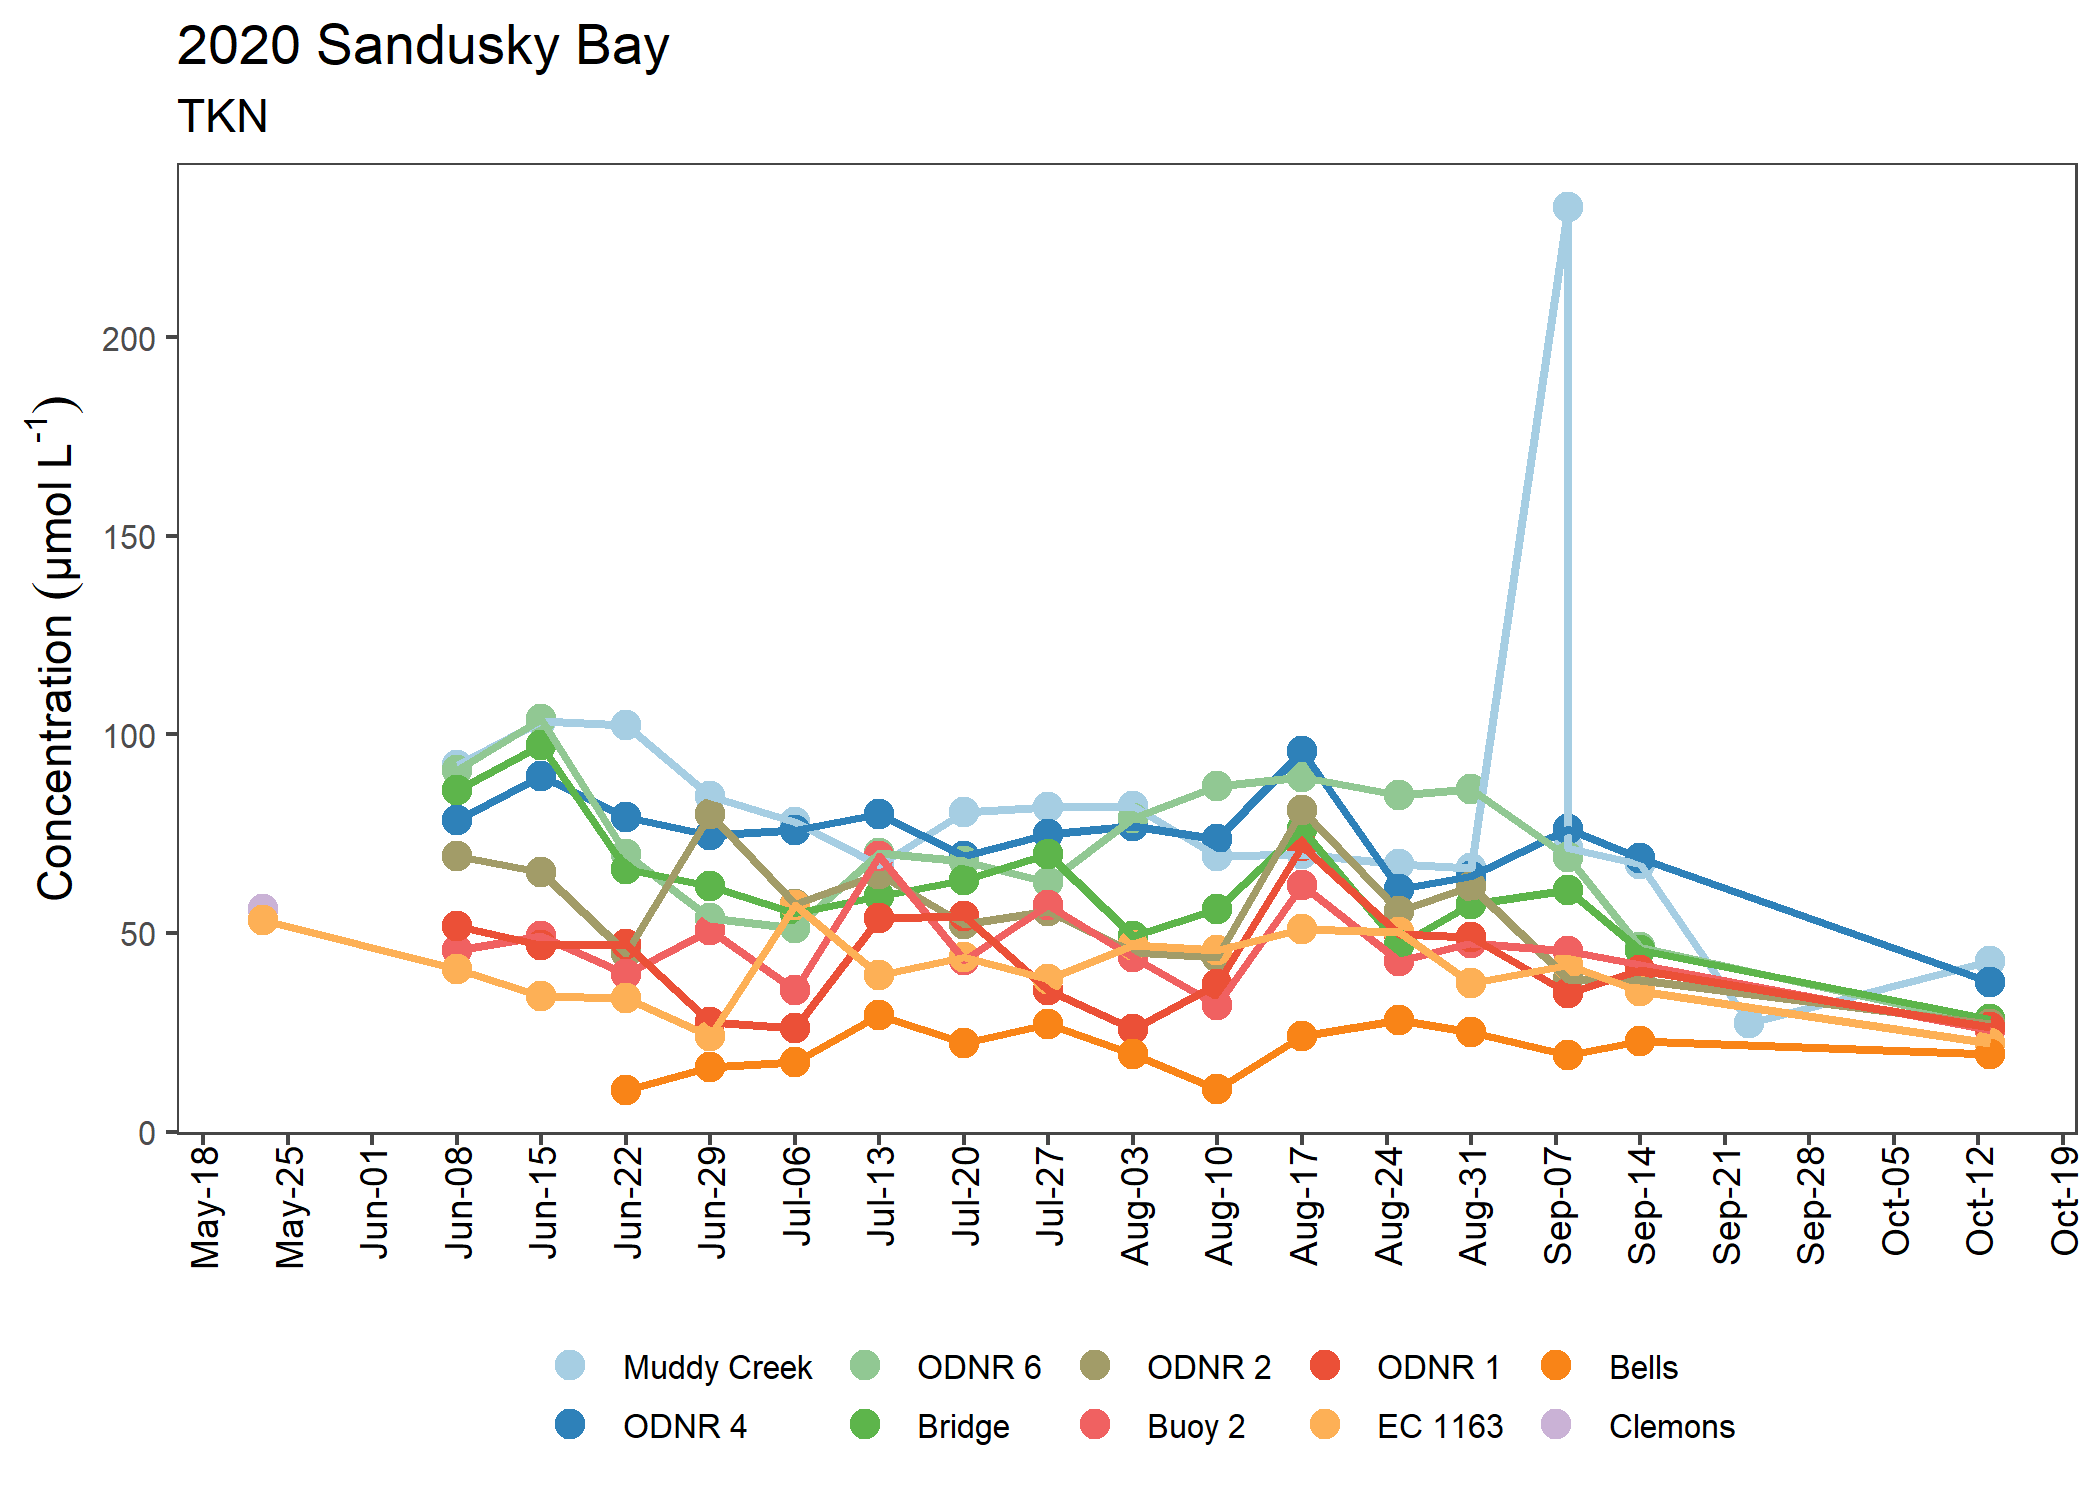 2020 Sandusky Bay
TKN
Concentration (µmol L-1)
200
150
100
50
0
May-18
May-25
Jun-01
Jun-08
Jun-15
Jun-22
Jun-29
Jul-06
Jul-13
Jul-20
Jul-27
Aug-03
Aug-10
Aug-17
Aug-24
Aug-31
Sep-07
Sep-14
Sep-21
Sep-28
Oct-05
Oct-12
Oct-19
Muddy Creek ODNR 6 ODNR 2 ODNR 1 Bells
ODNR 4 Bridge Buoy 2 EC 1163 Clemons